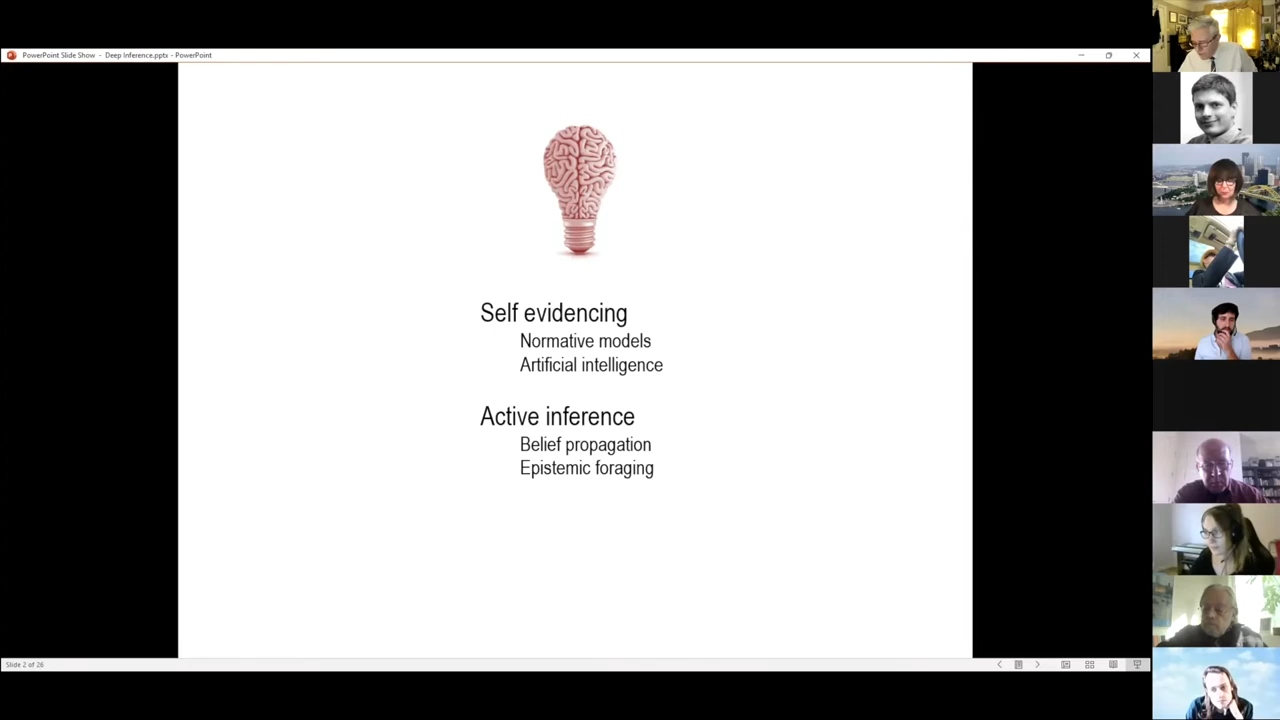 PowerPoint Slide Show - Deep Inference.pptx - PowerPoint
Self evidencing
Normative models
Artificial intelligence
Active inference
Belief propagation
Epistemic foraging
Slide 2 of 26